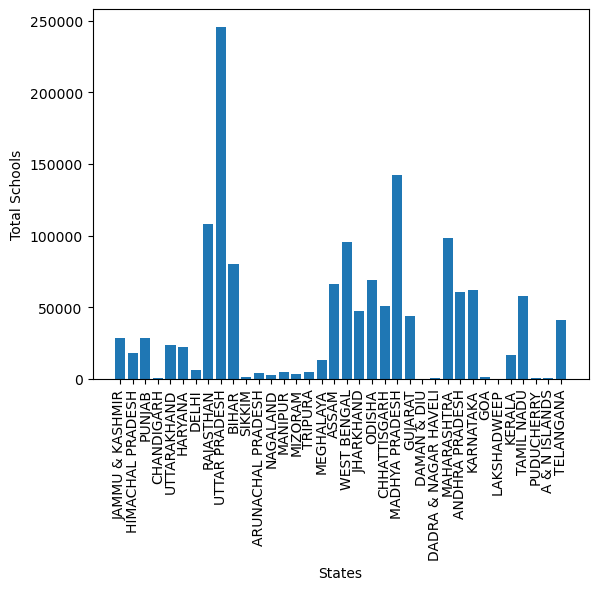 250000
200000
150000
100000
50000
0
Total Schools
JAMMU & KASHMIR
HIMACHAL PRADESH
PUNJAB
CHANDIGARH
UTTARAKHAND
HARYANA
DELHI
RAJASTHAN
UTTAR PRADESH
BIHAR
SIKKIM
ARUNACHAL PRADESH
NAGALAND
MANIPUR
MIZORAM
TRIPURA
MEGHALAYA
ASSAM
WEST BENGAL
JHARKHAND
ODISHA
CHHATTISGARH
MADHYA PRADESH
GUJARAT
DAMAN & DIU
DADRA & NAGAR HAVELI
MAHARASHTRA
ANDHRA PRADESH
KARNATAKA
GOA
LAKSHADWEEP
KERALA
TAMIL NADU
PUDUCHERRY
A & N ISLANDS
TELANGANA
States